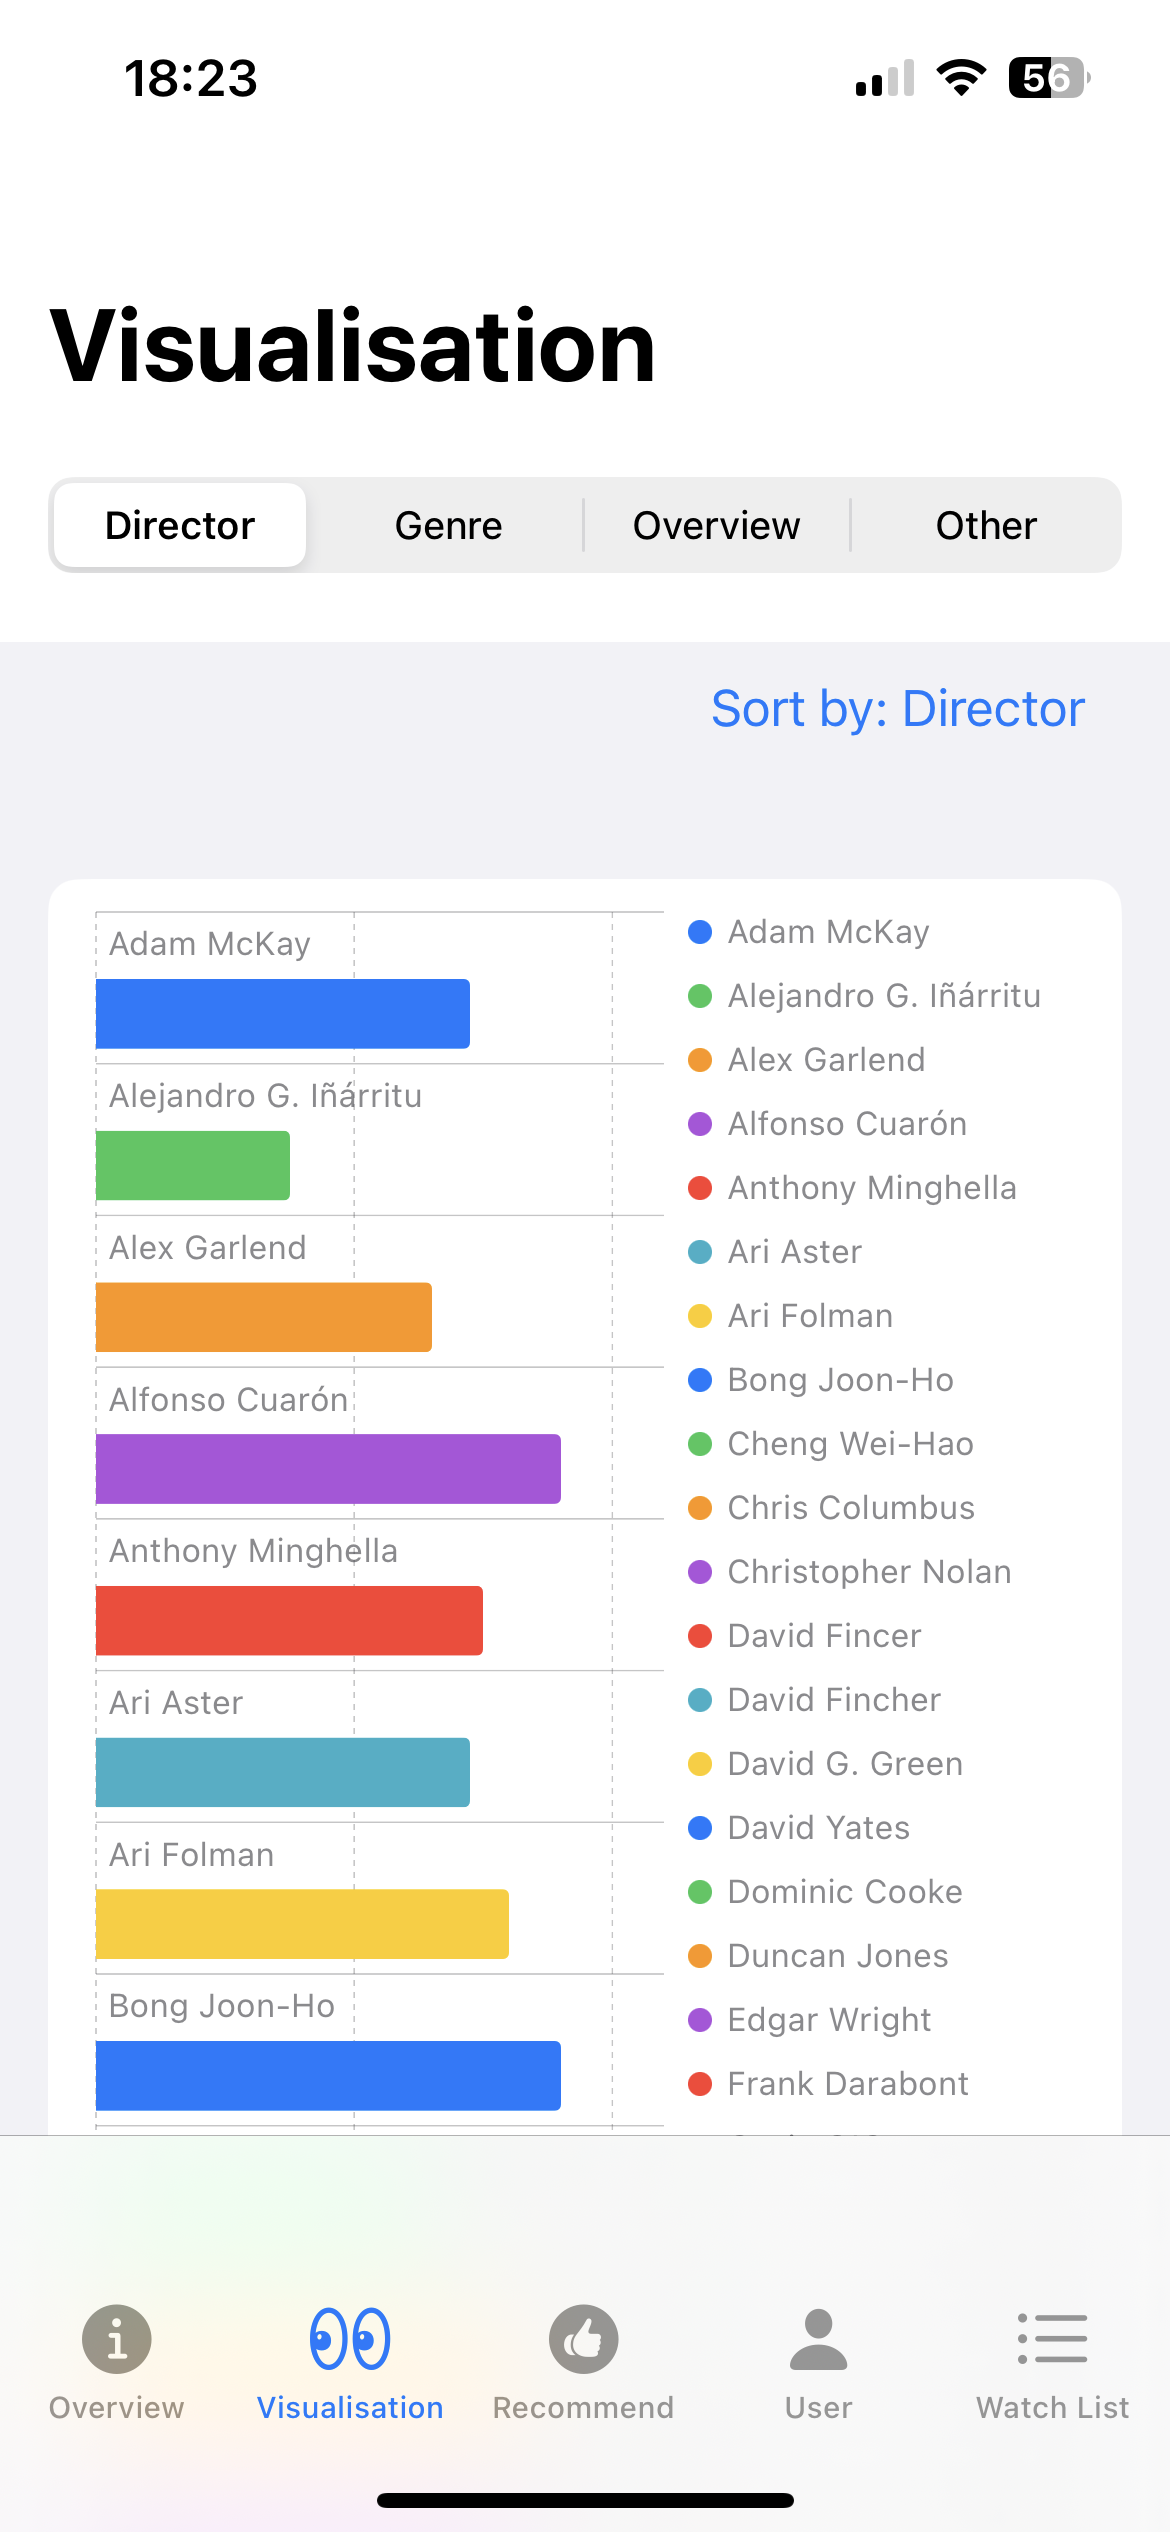 18:23
56
Visualisation
Director
Genre
Overview
Other
Sort by: Director
Adam McKay
Alejandro G. Iñárritu
Alex Garlend
Alfonso Cuarón
Anthony Minghella
Ari Aster
Ari Folman
Bong Joon-Ho
Adam McKay
Alejandro G. Iñárritu
Alex Garlend
Alfonso Cuarón
Anthony Minghella
Ari Aster
Ari Folman
Bong Joon-Ho
Cheng Wei-Hao
Chris Columbus
Christopher Nolan
David Fincer
David Fincher
David G. Green
David Yates
Dominic Cooke
Duncan Jones
Edgar Wright
Frank Darabont
Overview
Visualisation
Recommend
User
Watch List